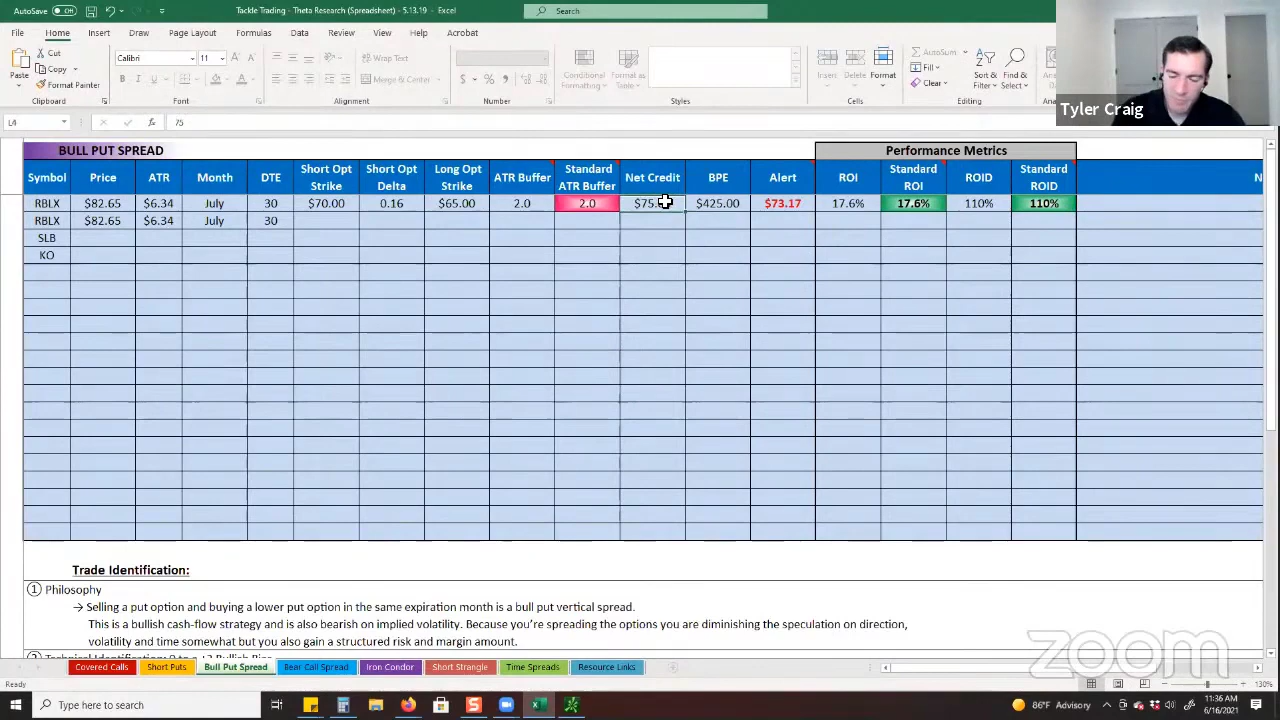 AutoSave Off Tackle Trading - Theta Research (Spreadsheet) - 5.13.19 - Excel Search
File Home Insert Draw Page Layout Formulas Data Review View Help Acrobat
Paste Cut Copy Format Painter Clipboard
Calibri 11 B I U A Font
Wrap Text Merge & Center Alignment
$ % Number
Conditional Formatting Format as Table Styles
Insert Delete Format Cells
AutoSum Fill Clear Sort & Filter Find & Select Editing
Tyler Craig
L4 fx 75
BULL PUT SPREAD Performance Metrics
Symbol Price ATR Month DTE Short Opt Strike Short Opt Delta Long Opt Strike ATR Buffer Standard ATR Buffer Net Credit BPE Alert ROI Standard ROI ROID Standard ROID N
RBLX $82.65 $6.34 July 30 $70.00 0.16 $65.00 2.0 2.0 $75. $425.00 $73.17 17.6% 17.6% 110% 110%
RBLX $82.65 $6.34 July 30
SLB
KO
Trade Identification:
① Philosophy
→ Selling a put option and buying a lower put option in the same expiration month is a bull put vertical spread.
This is a bullish cash-flow strategy and is also bearish on implied volatility. Because you're spreading the options you are diminishing the speculation on direction,
volatility and time somewhat but you also gain a structured risk and margin amount.
Covered Calls Short Puts Bull Put Spread Bear Call Spread Iron Condor Short Strangle Time Spreads Resource Links
zoom
Ready 130%
Type here to search 86°F Advisory 11:36 AM
6/16/2021